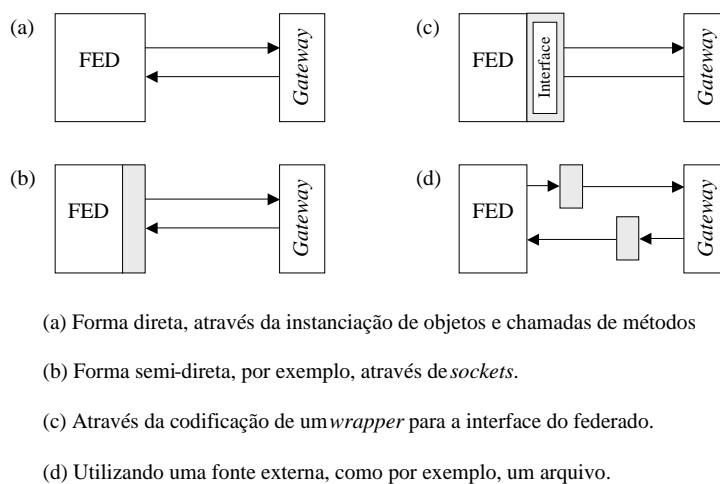 (a)
FED
Gateway
(c)
FED
Interface
Gateway
(b)
FED
Gateway
(d)
FED
Gateway
(a) Forma direta, através da instanciação de objetos e chamadas de métodos
(b) Forma semi-direta, por exemplo, através de sockets.
(c) Através da codificação de um wrapper para a interface do federado.
(d) Utilizando uma fonte externa, como por exemplo, um arquivo.